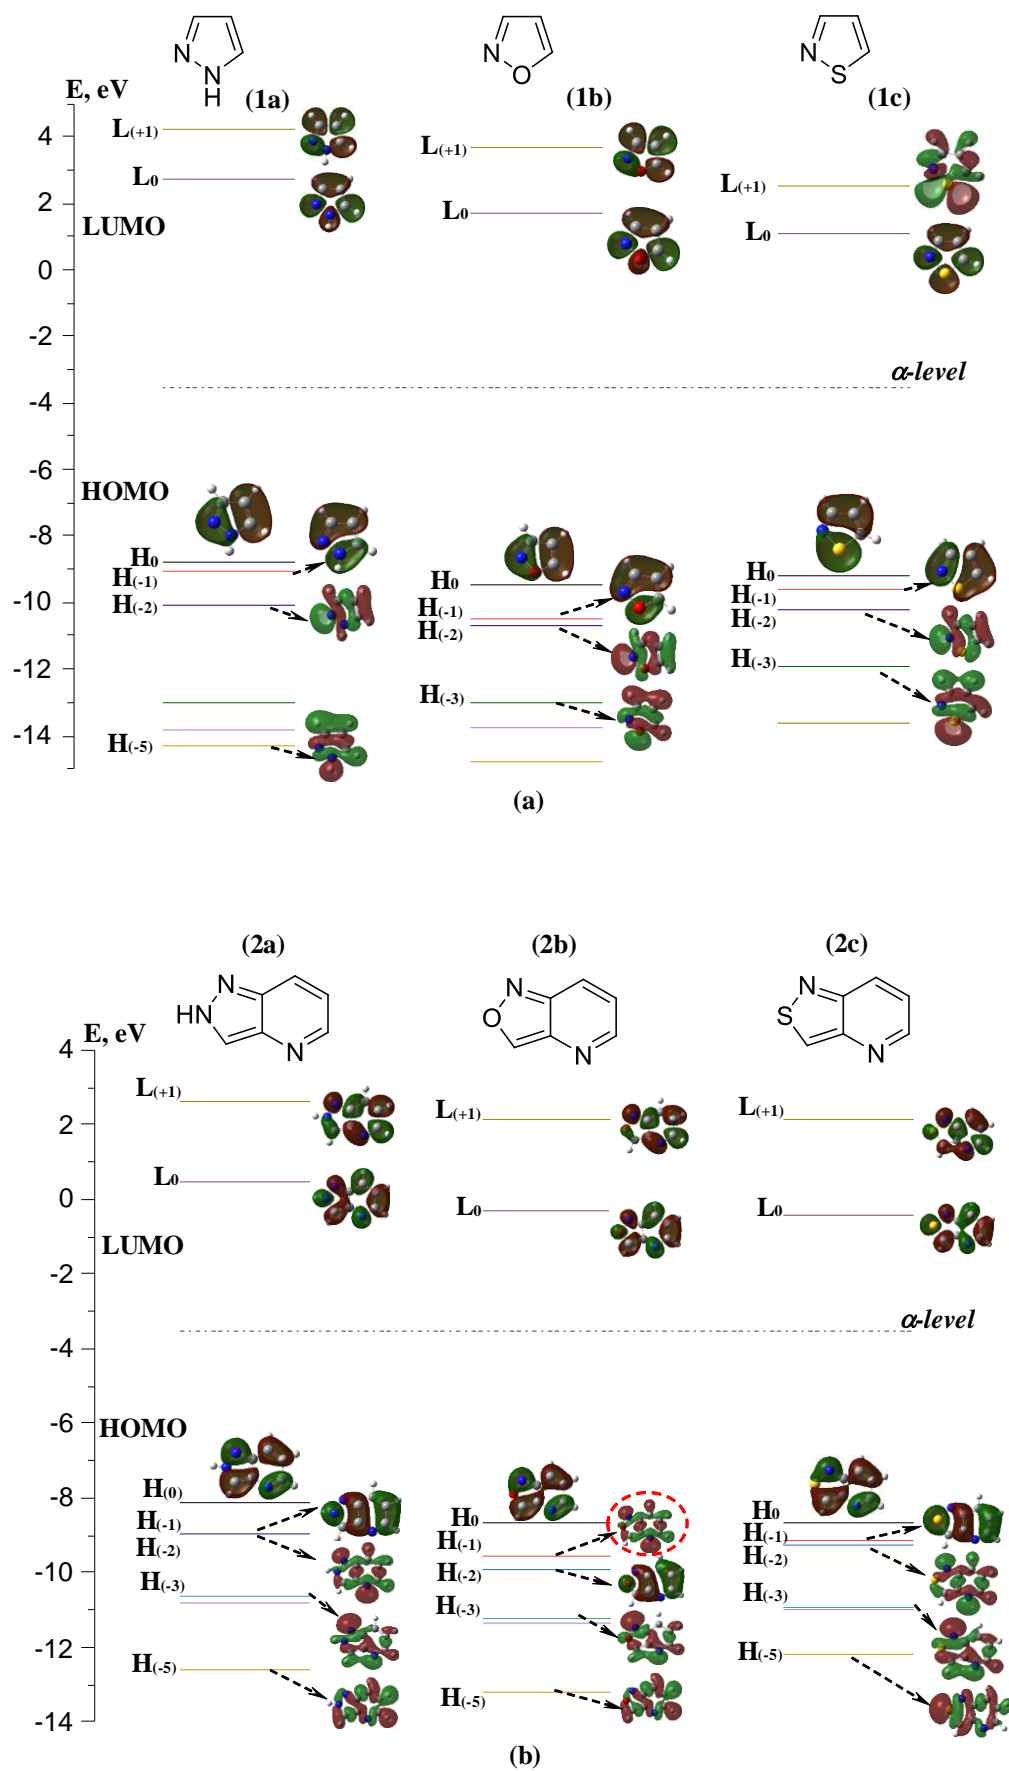 N
N
H
(1a)
N
O
(1b)
N
S
(1c)
E, eV
4
2
0
-2
-4
-6
-8
-10
-12
-14
L(+1)
L0
LUMO
L(+1)
L0
L(+1)
L0
α-level
HOMO
H0
H(-1)
H(-2)
H(-5)
H0
H(-1)
H(-2)
H(-3)
H0
H(-1)
H(-2)
H(-3)
(a)
(2a)
(2b)
(2c)
N
HN
N
N
O
N
N
S
N
E, eV
4
2
0
-2
-4
-6
-8
-10
-12
-14
L(+1)
L0
LUMO
L(+1)
L0
L(+1)
L0
α-level
HOMO
H(0)
H(-1)
H(-2)
H(-3)
H(-5)
H0
H(-1)
H(-2)
H(-3)
H(-5)
H0
H(-1)
H(-2)
H(-3)
H(-5)
(b)